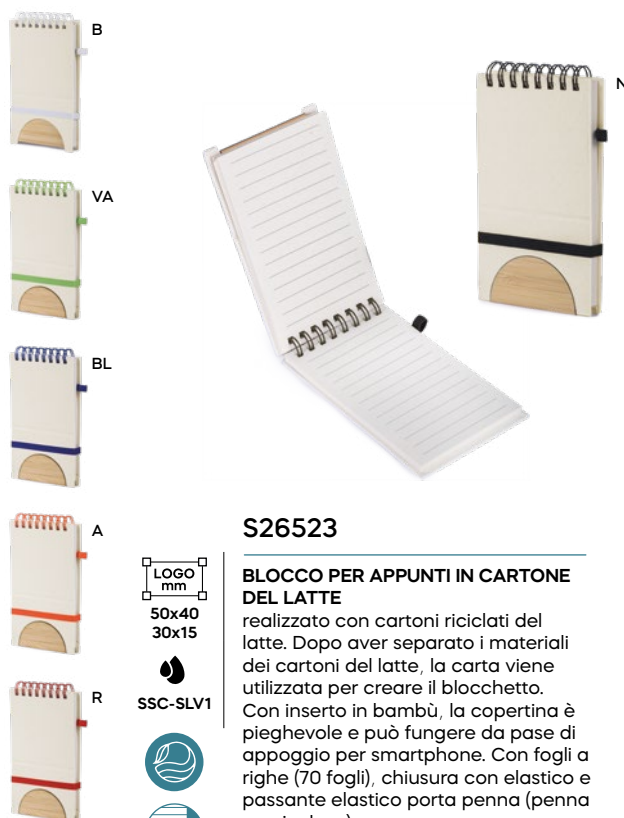 B
N
VA
BL
A
R
LOGO
mm
50x40
30x15
SSC-SLV1
S26523
BLOCCO PER APPUNTI IN CARTONE
DEL LATTE
realizzato con cartoni riciclati del
latte. Dopo aver separato i materiali
dei cartoni del latte, la carta viene
utilizzata per creare il blocchetto.
Con inserto in bambù, la copertina è
pieghevole e può fungere da pase di
appoggio per smartphone. Con fogli a
righe (70 fogli), chiusura con elastico e
passante elastico porta penna (penna